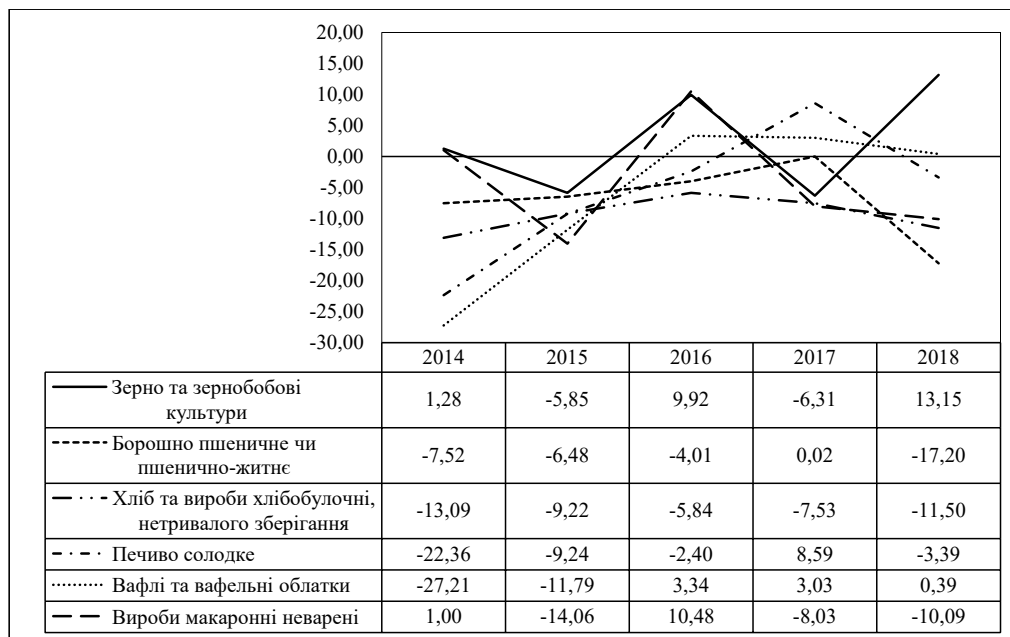 20,00
15,00
10,00
5,00
0,00
-5,00
-10,00
-15,00
-20,00
-25,00
-30,00
2014 2015 2016 2017 2018
Зерно та зернобобові
культури
1,28 -5,85 9,92 -6,31 13,15
Борошно пшеничне чи
пшенично-житнє
-7,52 -6,48 -4,01 0,02 -17,20
Хліб та вироби хлібобулочні,
нетривалого зберігання
-13,09 -9,22 -5,84 -7,53 -11,50
Печиво солодке -22,36 -9,24 -2,40 8,59 -3,39
Вафлі та вафельні облатки -27,21 -11,79 3,34 3,03 0,39
Вироби макаронні неварені 1,00 -14,06 10,48 -8,03 -10,09